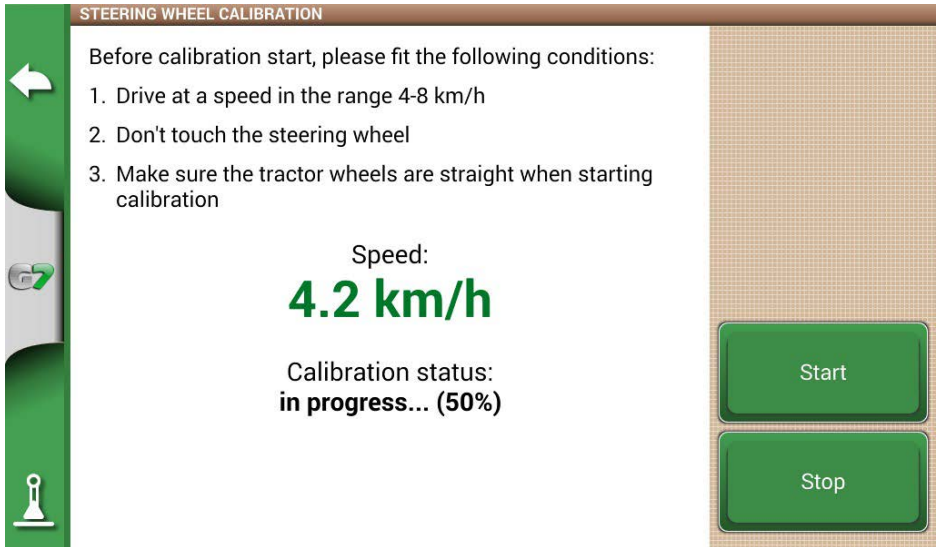 STEERING WHEEL CALIBRATION
Before calibration start, please fit the following conditions:
1. Drive at a speed in the range 4-8 km/h
2. Don't touch the steering wheel
3. Make sure the tractor wheels are straight when starting
calibration
G7
Speed:
4.2 km/h
Calibration status:
in progress... (50%)
Start
Stop